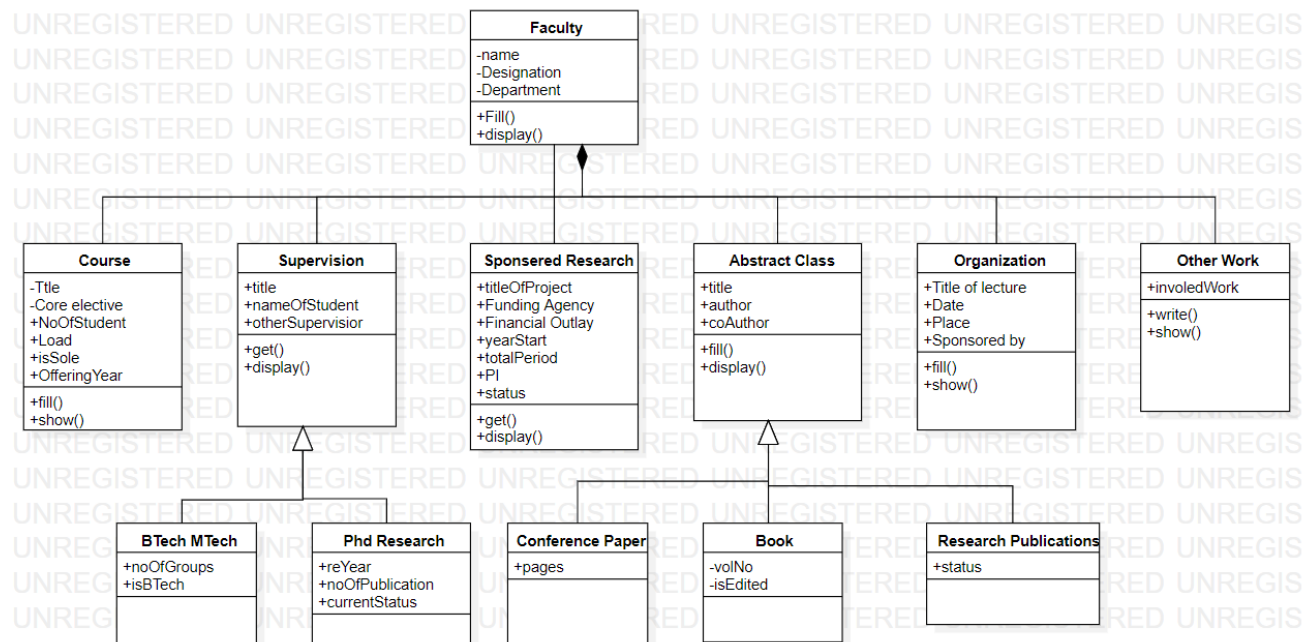 UNREGISTERED UNREGISTERED UNREGISTERED UNREGISTERED UNREGISTERED UNREGIS
Faculty
-name
-Designation
-Department
+Fill()
+display()
Course
-Ttle
-Core elective
+NoOfStudent
+Load
+isSole
+OfferingYear
+fill()
+show()
Supervision
+title
+nameOfStudent
+otherSupervisior
+get()
+display()
Sponsered Research
+titleOfProject
+Funding Agency
+Financial Outlay
+yearStart
+totalPeriod
+PI
+status
+get()
+display()
Abstract Class
+title
+author
+coAuthor
+fill()
+display()
Organization
+Title of lecture
+Date
+Place
+Sponsored by
+fill()
+show()
Other Work
+involedWork
+write()
+show()
BTech MTech
+noOfGroups
+isBTech
Phd Research
+reYear
+noOfPublication
+currentStatus
Conference Paper
+pages
Book
-volNo
-isEdited
Research Publications
+status